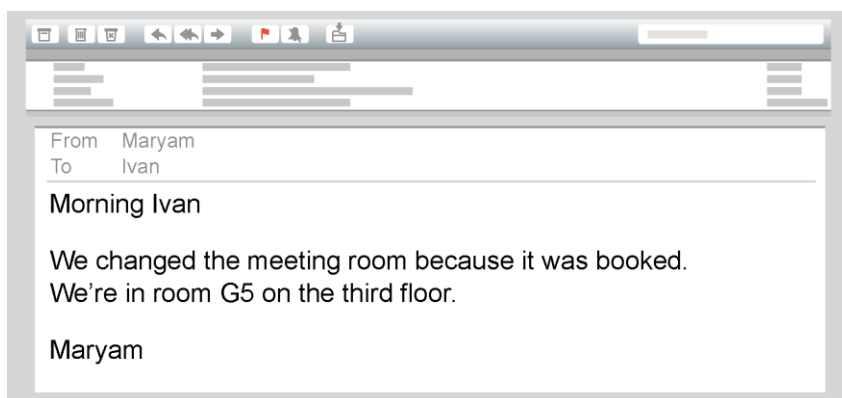 From Maryam
To Ivan
Morning Ivan
We changed the meeting room because it was booked.
We're in room G5 on the third floor.
Maryam